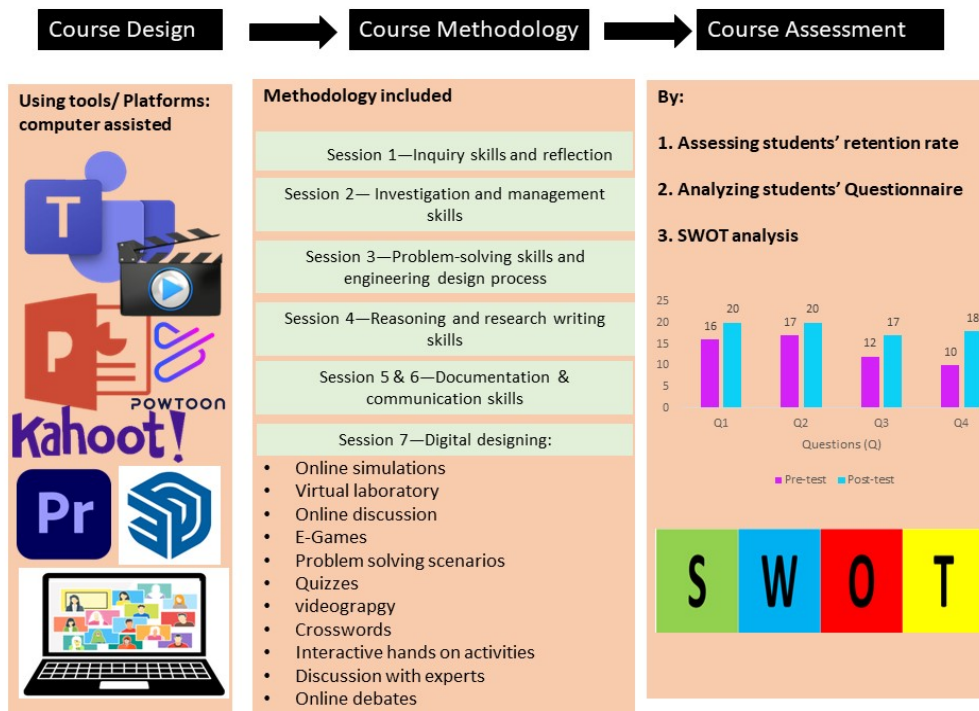 Course Design
Course Methodology
Course Assessment
Using tools/ Platforms:
computer assisted
T
P
POWTOON
Kahoot!
Pr
Methodology included
Session 1—Inquiry skills and reflection
Session 2— Investigation and management
skills
Session 3—Problem-solving skills and
engineering design process
Session 4—Reasoning and research writing
skills
Session 5 & 6—Documentation &
communication skills
Session 7—Digital designing:
• Online simulations
• Virtual laboratory
• Online discussion
• E-Games
• Problem solving scenarios
• Quizzes
• videograpgy
• Crosswords
• Interactive hands on activities
• Discussion with experts
• Online debates
By:
1. Assessing students’ retention rate
2. Analyzing students’ Questionnaire
3. SWOT analysis
25
20
15
10
5
0
16
20
17
20
12
17
10
18
Q1 Q2 Q3 Q4
Questions (Q)
Pre-test Post-test
S W O T